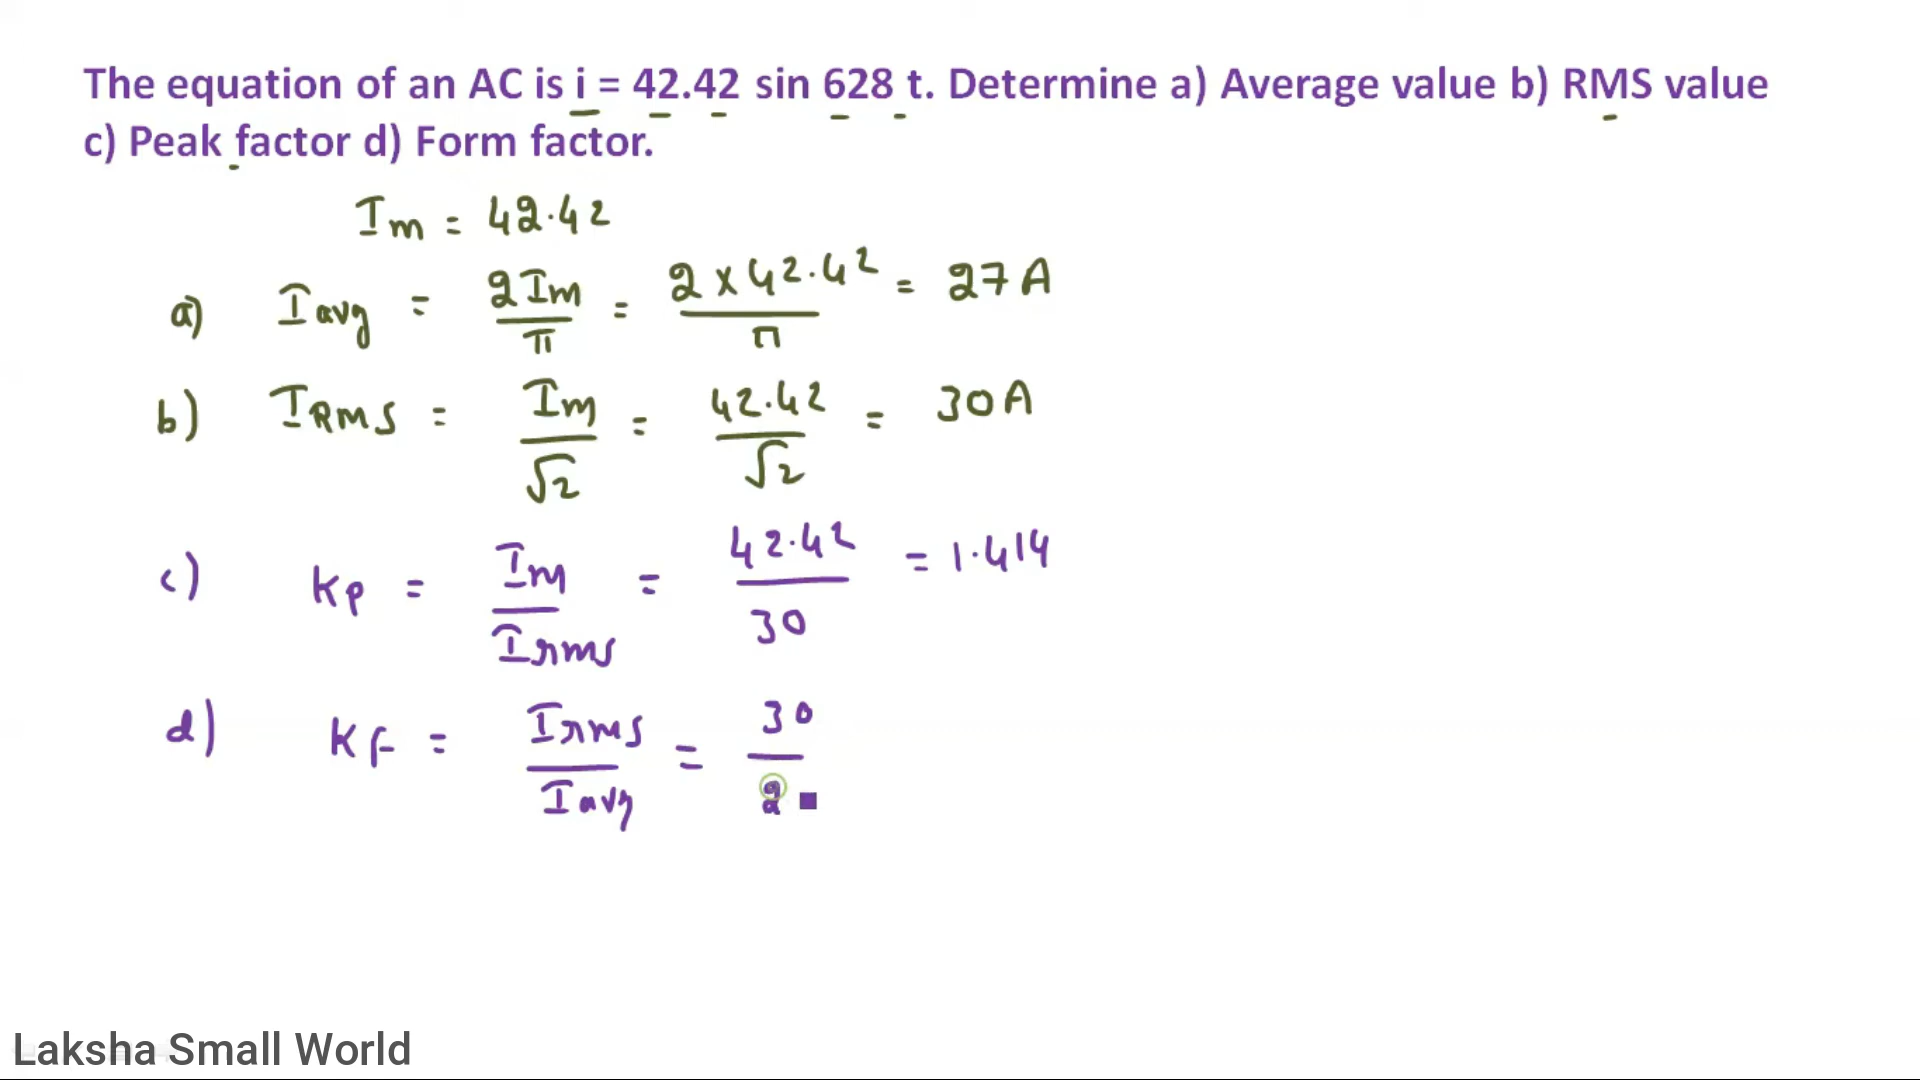 The equation of an AC is i = 42.42 sin 628 t. Determine a) Average value b) RMS value
c) Peak factor d) Form factor.
Im = 42.42
a) Iavg = 2Im/π = 2 x 42.42/π = 27 A
b) IRMS = Im/√2 = 42.42/√2 = 30A
c) Kp = Im/Irms = 42.42/30 = 1.414
d) KF = Irms/Iavg = 30/2
Laksha Small World